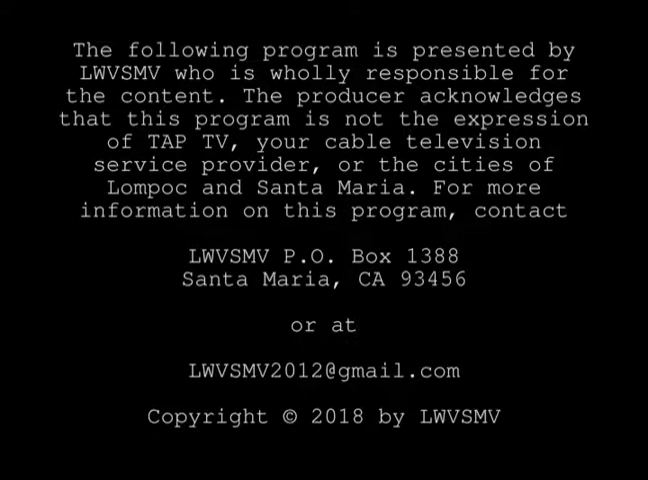 The following program is presented by
LWVSMV who is wholly responsible for
the content. The producer acknowledges
that this program is not the expression
of TAP TV, your cable television
service provider, or the cities of
Lompoc and Santa Maria. For more
information on this program, contact
LWVSMV P.O. Box 1388
Santa Maria, CA 93456
or at
LWVSMV2012@gmail.com
Copyright © 2018 by LWVSMV